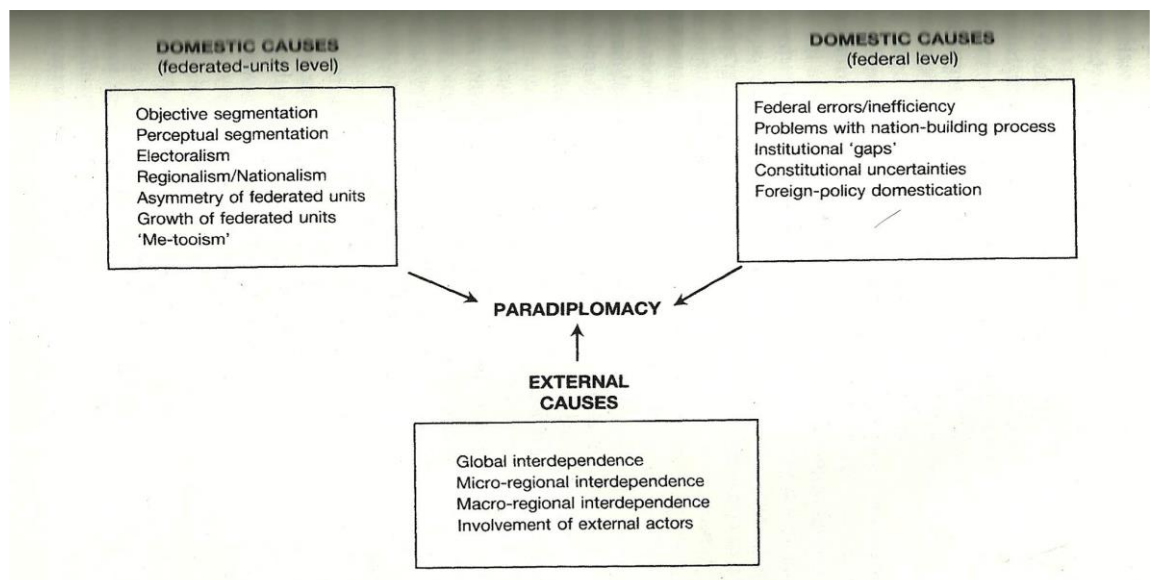 DOMESTIC CAUSES
(federated-units level)
Objective segmentation
Perceptual segmentation
Electoralism
Regionalism/Nationalism
Asymmetry of federated units
Growth of federated units
'Me-tooism'
DOMESTIC CAUSES
(federal level)
Federal errors/inefficiency
Problems with nation-building process
Institutional 'gaps'
Constitutional uncertainties
Foreign-policy domestication
PARADIPLOMACY
EXTERNAL
CAUSES
Global interdependence
Micro-regional interdependence
Macro-regional interdependence
Involvement of external actors